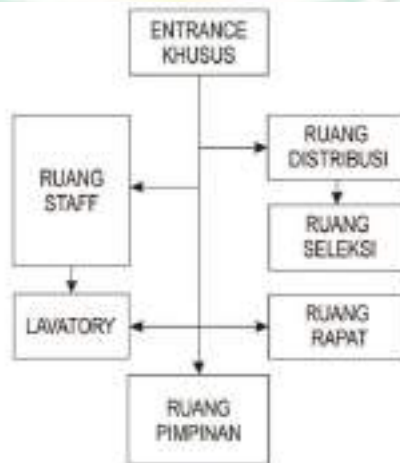 ENTRANCE
KHUSUS
RUANG
DISTRIBUSI
RUANG
STAFF
RUANG
SELEKSI
LAVATORY
RUANG
RAPAT
RUANG
PIMPINAN